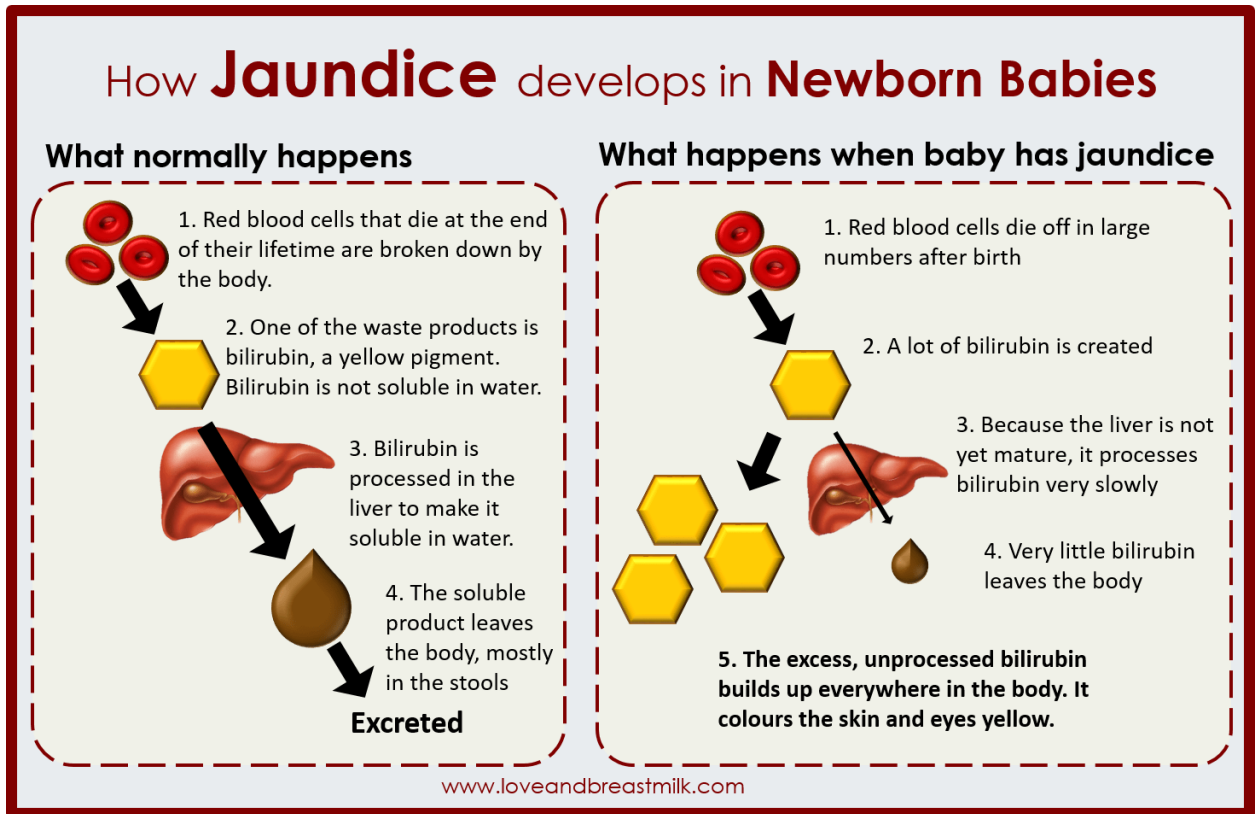 How Jaundice develops in Newborn Babies
What normally happens
1. Red blood cells that die at the end
of their lifetime are broken down by
the body.
2. One of the waste products is
bilirubin, a yellow pigment.
Bilirubin is not soluble in water.
3. Bilirubin is
processed in the
liver to make it
soluble in water.
4. The soluble
product leaves
the body, mostly
in the stools
Excreted
What happens when baby has jaundice
1. Red blood cells die off in large
numbers after birth
2. A lot of bilirubin is created
3. Because the liver is not
yet mature, it processes
bilirubin very slowly
4. Very little bilirubin
leaves the body
5. The excess, unprocessed bilirubin
builds up everywhere in the body. It
colours the skin and eyes yellow.
www.loveandbreastmilk.com